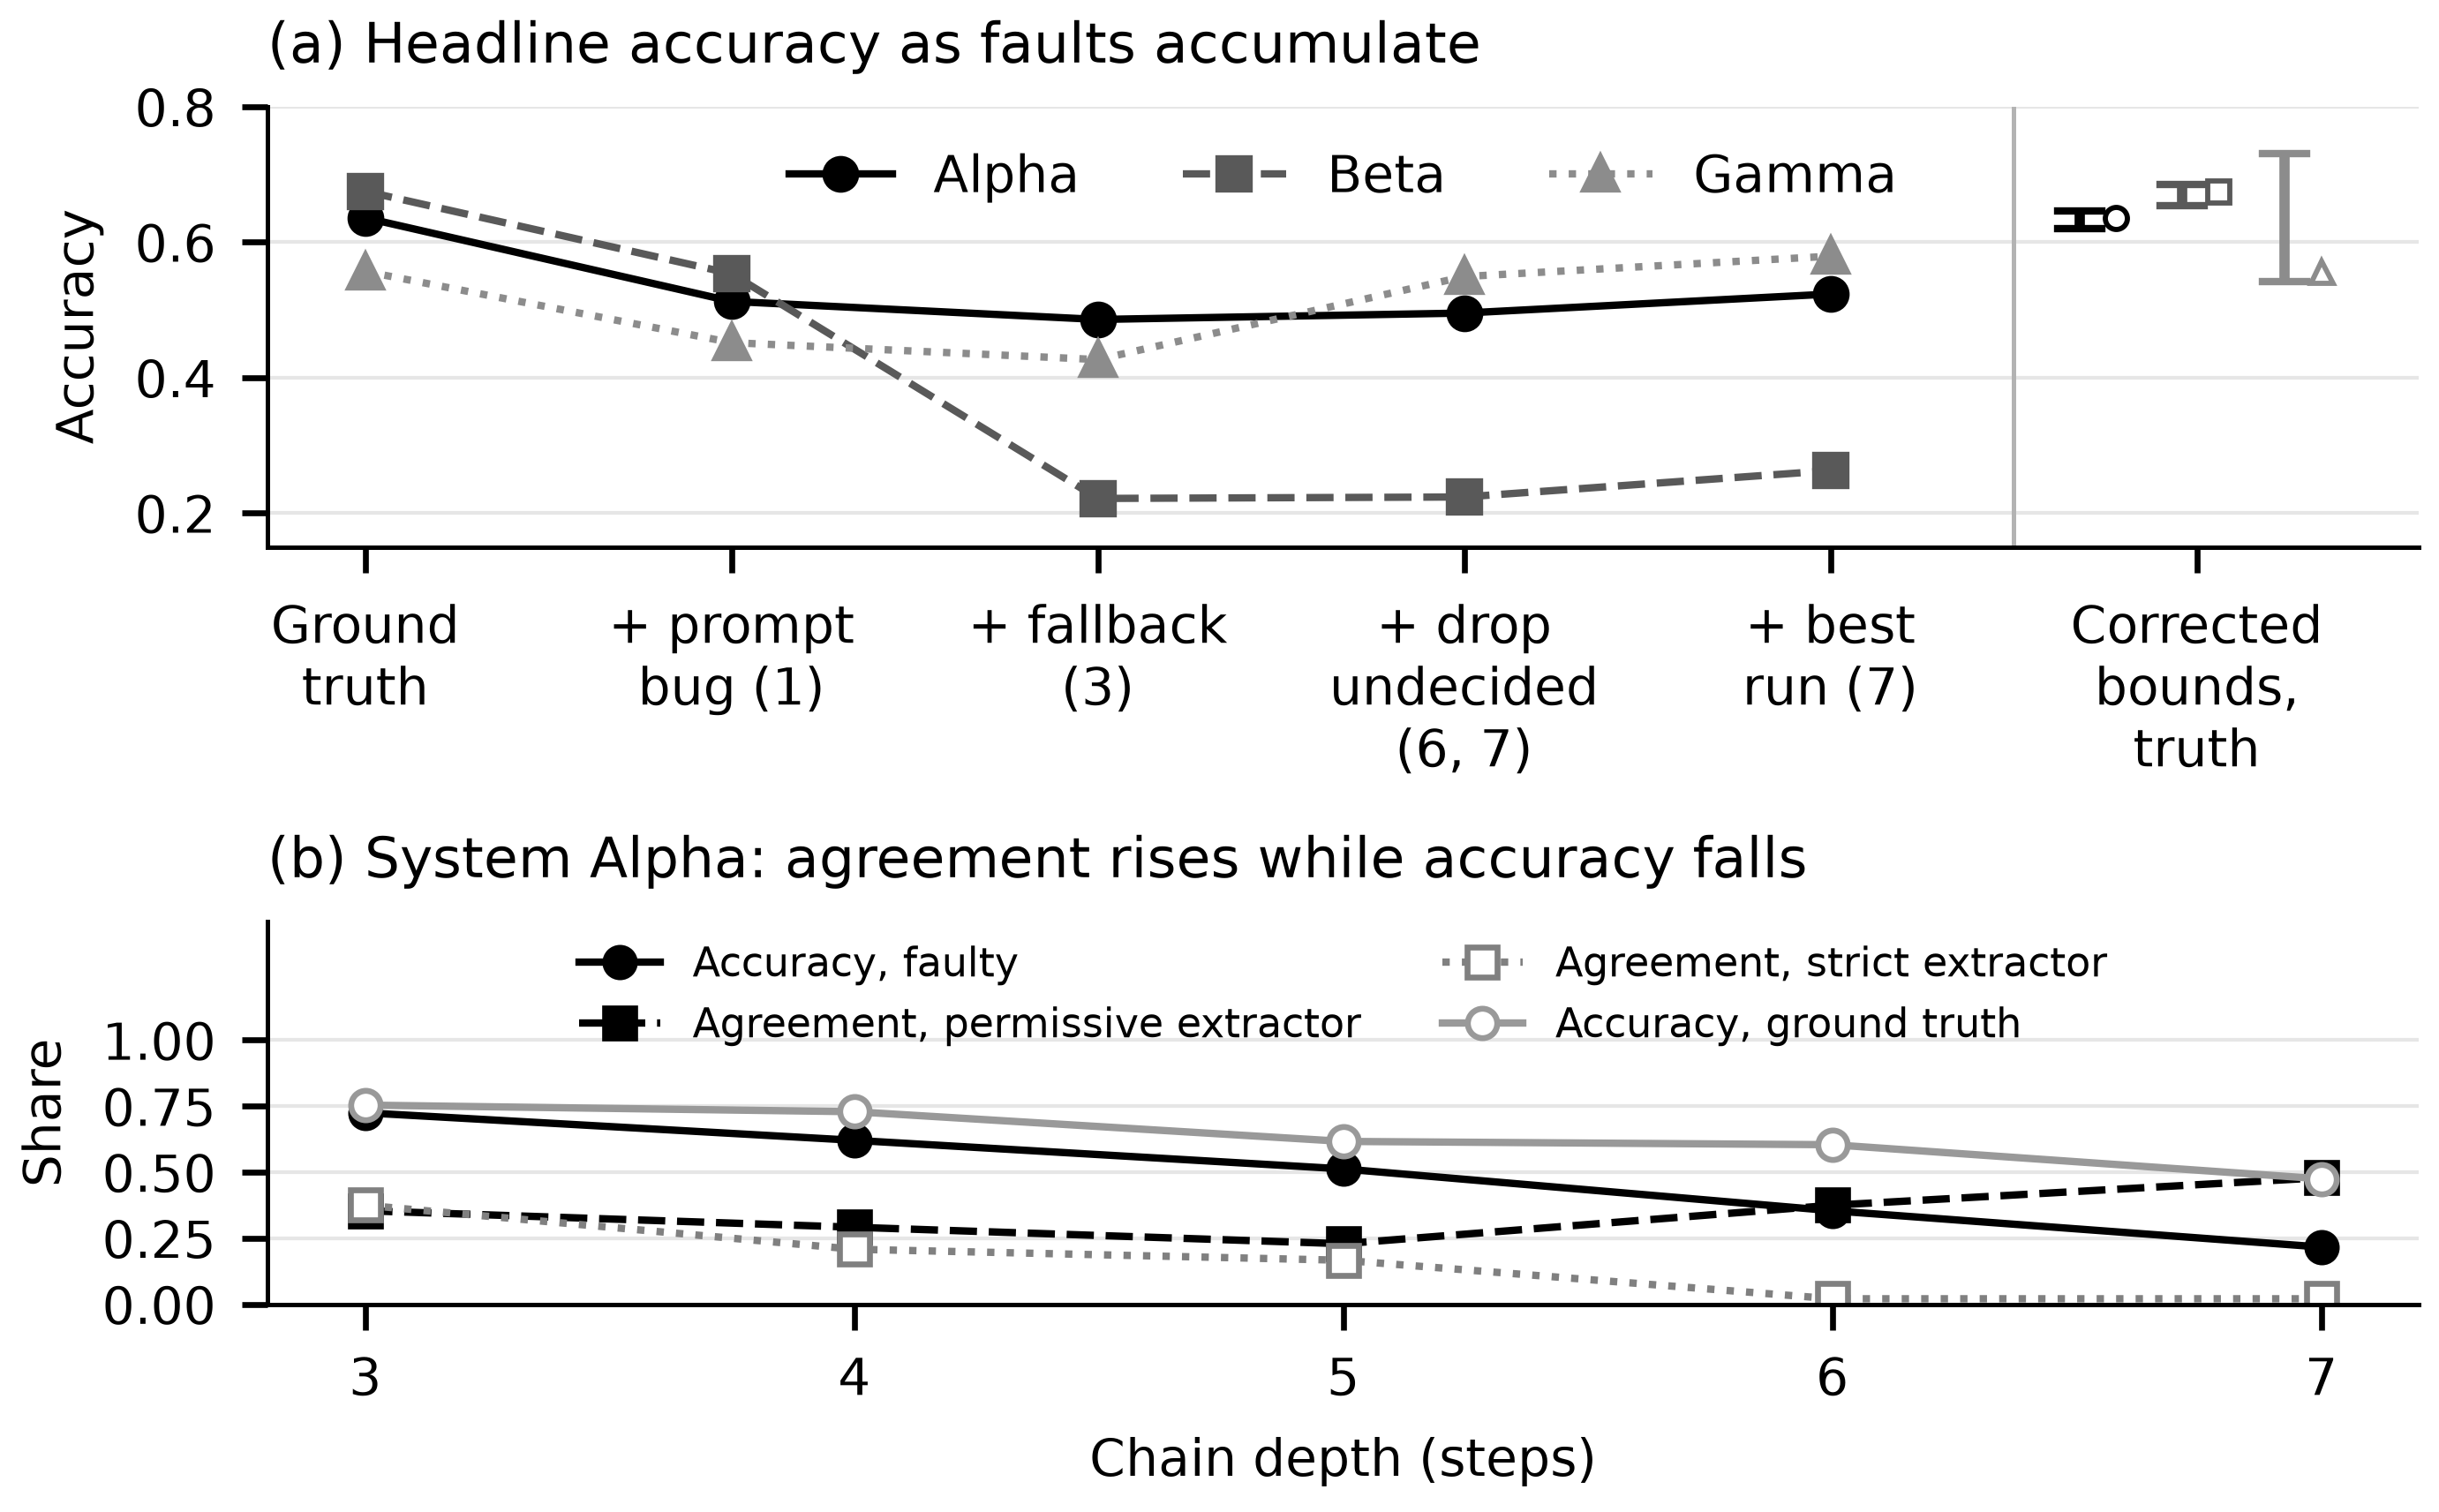 (a) Headline accuracy as faults accumulate
Accuracy
0.8
0.6
0.4
0.2
Alpha
Beta
Gamma
Ground
truth
+ prompt
bug (1)
+ fallback
(3)
+ drop
undecided
(6, 7)
+ best
run (7)
Corrected
bounds,
truth
(b) System Alpha: agreement rises while accuracy falls
Share
1.00
0.75
0.50
0.25
0.00
Accuracy, faulty
Agreement, permissive extractor
Agreement, strict extractor
Accuracy, ground truth
3
4
5
6
7
Chain depth (steps)